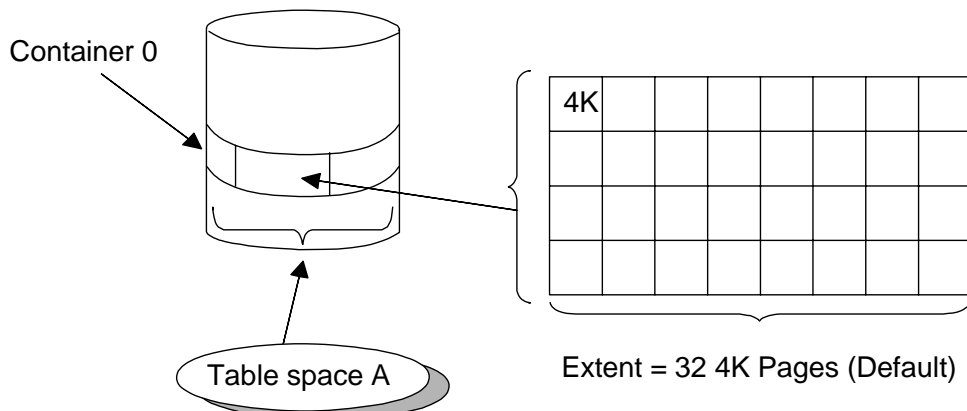 Container 0
4K
Table space A
Extent = 32 4K Pages (Default)